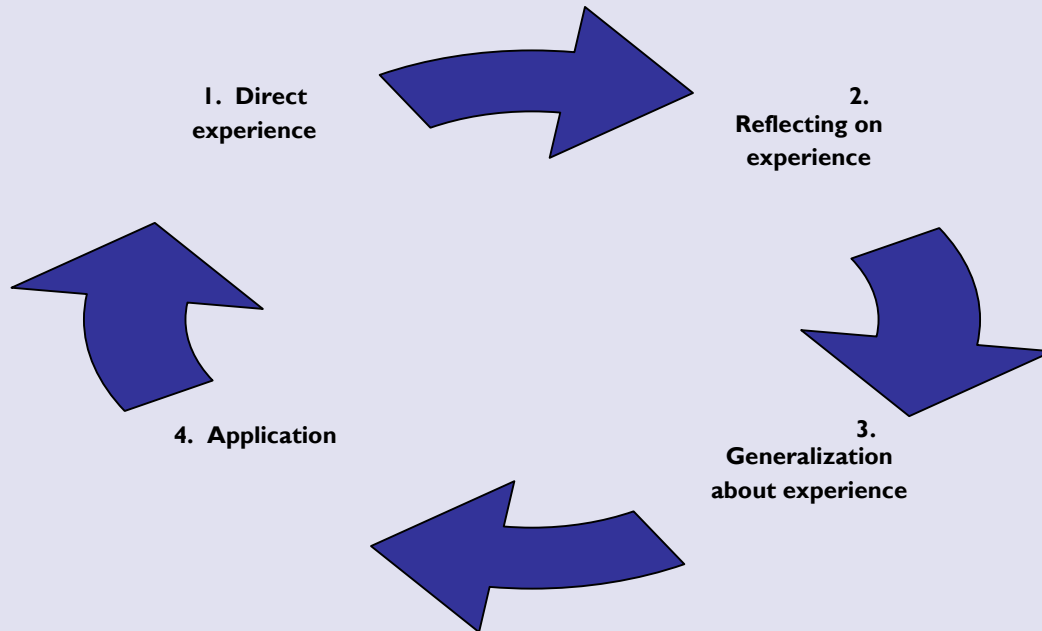 1. Direct
experience
2.
Reflecting on
experience
3.
Generalization
about experience
4. Application